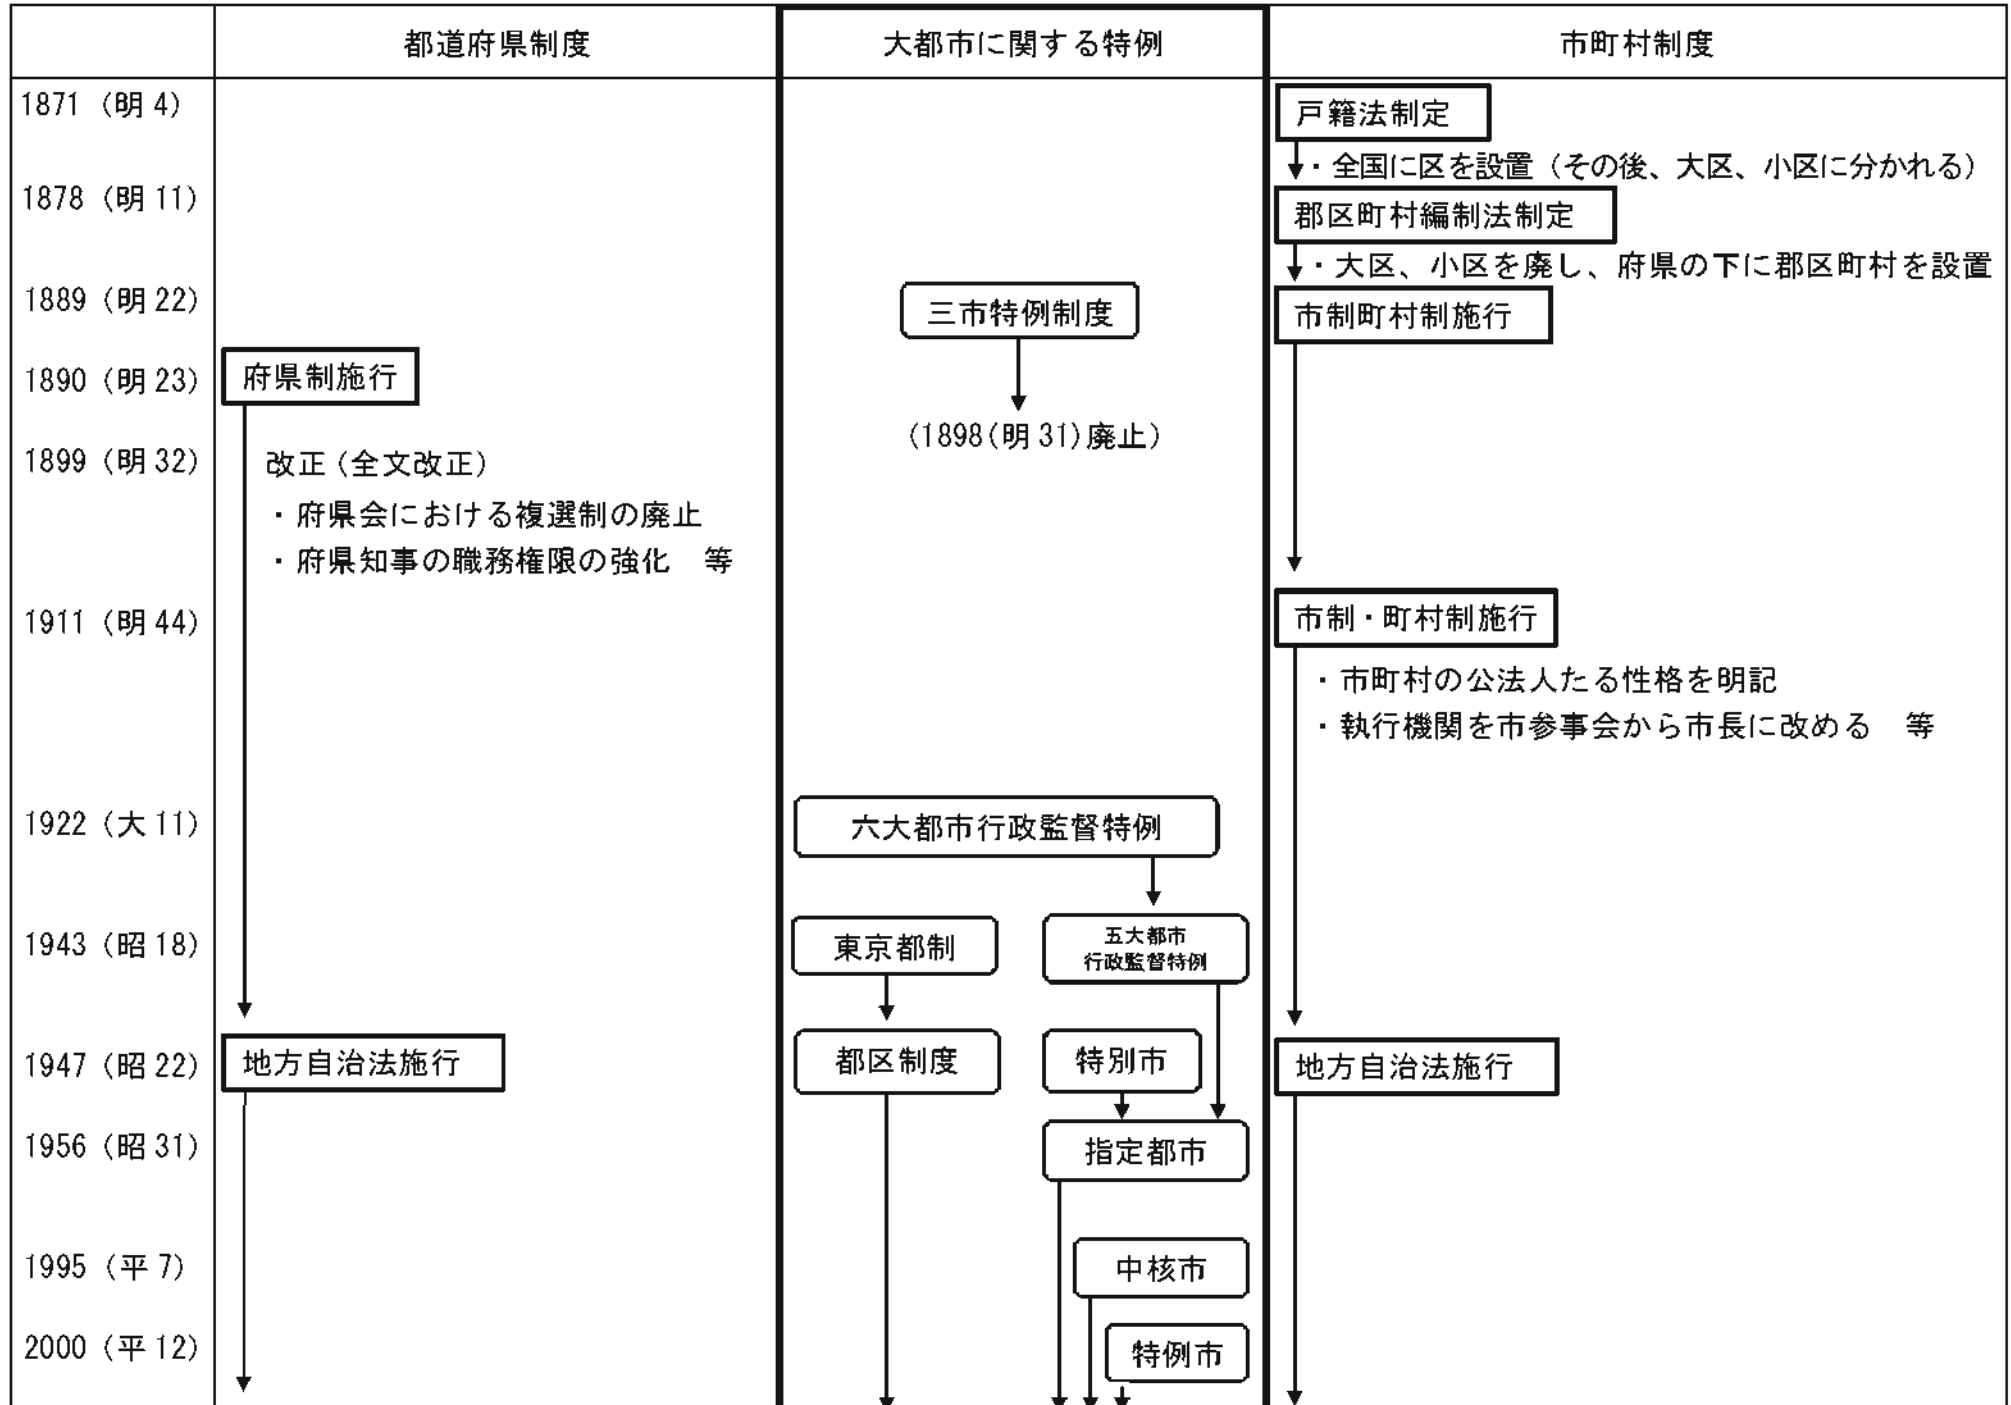 都道府県制度
大都市に関する特例
市町村制度
1871 (明 4)
戸籍法制定
・全国に区を設置（その後、大区、小区に分かれる）
1878 (明 11)
郡区町村編制法制定
・大区、小区を廃し、府県の下に郡区町村を設置
1889 (明 22)
三市特例制度
市制町村制施行
1890 (明 23)
府県制施行
(1898(明 31)廃止)
1899 (明 32)
改正（全文改正）
・府県会における複選制の廃止
・府県知事の職務権限の強化　等
1911 (明 44)
市制・町村制施行
・市町村の公法人たる性格を明記
・執行機関を市参事会から市長に改める　等
1922 (大 11)
六大都市行政監督特例
1943 (昭 18)
東京都制
五大都市
行政監督特例
1947 (昭 22)
地方自治法施行
都区制度
特別市
地方自治法施行
1956 (昭 31)
指定都市
1995 (平 7)
中核市
2000 (平 12)
特例市